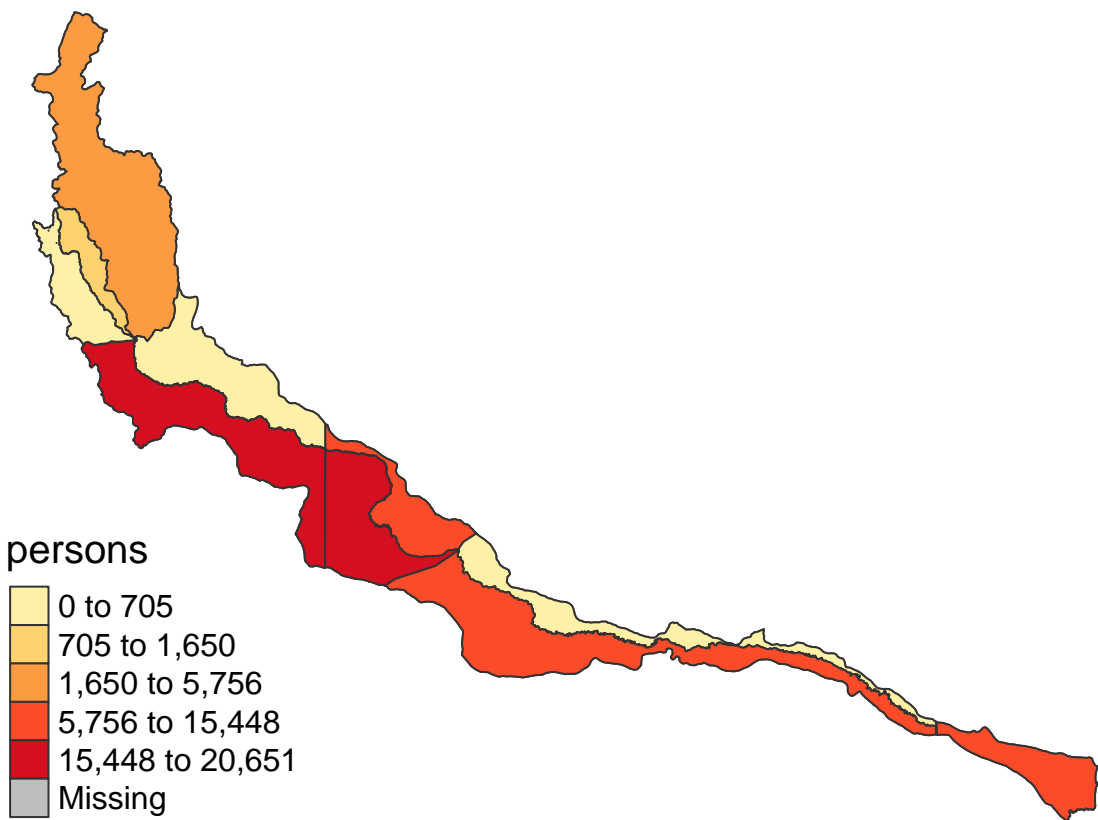 persons
0 to 705
705 to 1,650
1,650 to 5,756
5,756 to 15,448
15,448 to 20,651
Missing